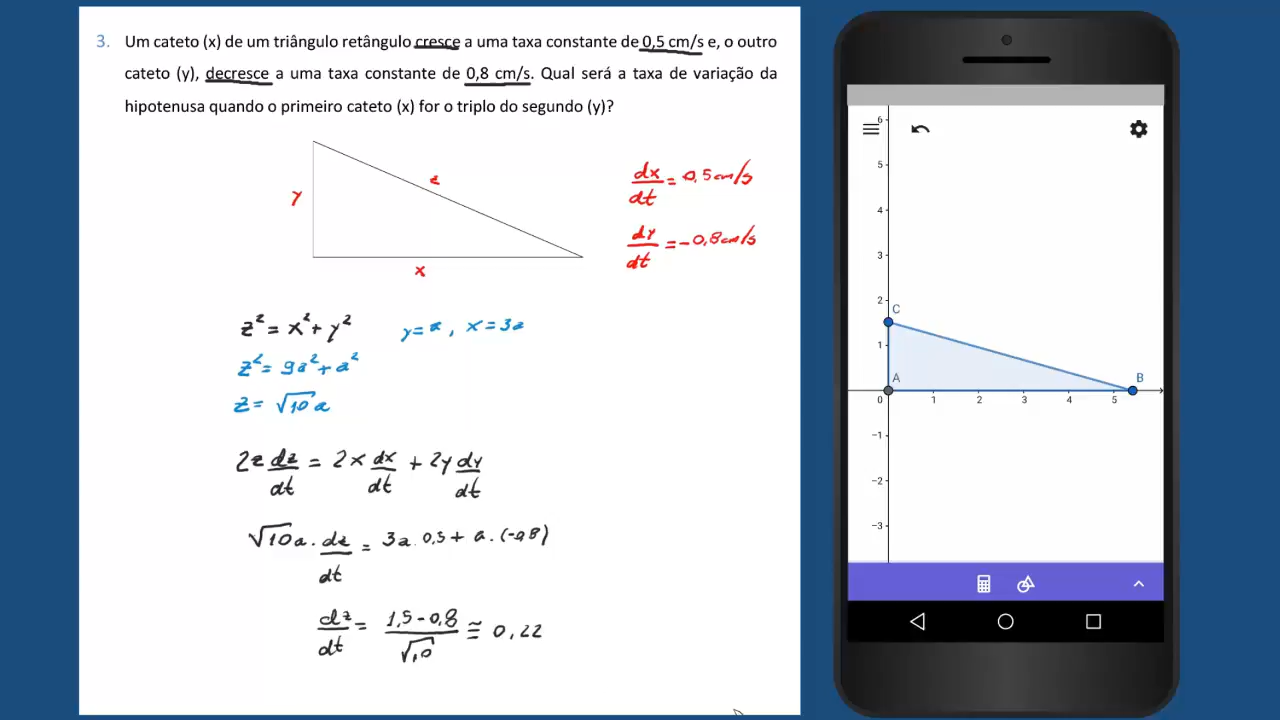 3. Um cateto (x) de um triângulo retângulo cresce a uma taxa constante de 0,5 cm/s e, o outro
cateto (y), decresce a uma taxa constante de 0,8 cm/s. Qual será a taxa de variação da
hipotenusa quando o primeiro cateto (x) for o triplo do segundo (y)?
y
z
x
dx/dt = 0,5 cm/s
dy/dt = -0,8 cm/s
z² = x² + y²
y = a, x = 3a
z² = 9a² + a²
z = √10 a
2z dz/dt = 2x dx/dt + 2y dy/dt
√10 a · dz/dt = 3a · 0,5 + a · (-0,8)
dz/dt = (1,5 - 0,8)/√10 ≅ 0,22
6
5
4
3
2
C
1
A
B
0 1 2 3 4 5
−1
−2
−3